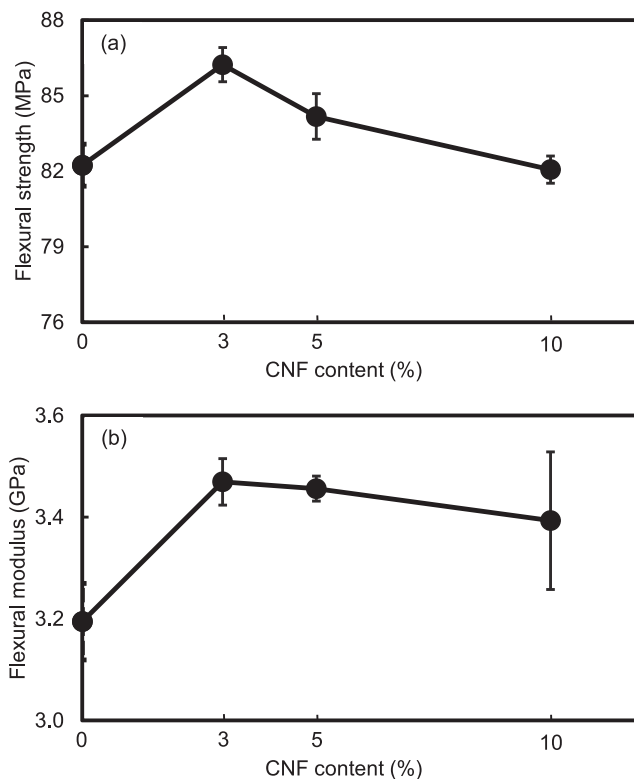 (a)
Flexural strength (MPa)
88
85
82
79
76
0 3 5 10
CNF content (%)
(b)
Flexural modulus (GPa)
3.6
3.4
3.2
3.0
0 3 5 10
CNF content (%)